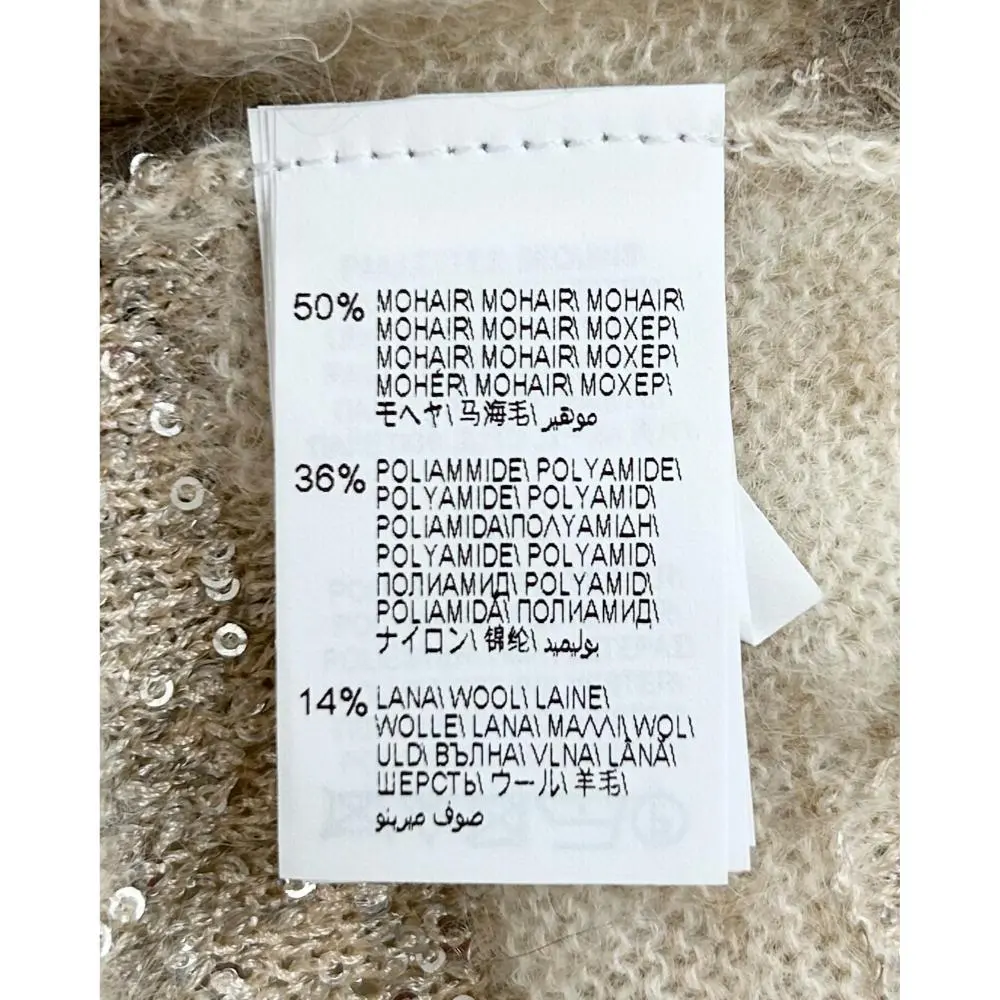 50% MOHAIR\ MOHAIR\ MOHAIR\
MOHAIR\ MOHAIR\ МОХЕР\
MOHAIR\ MOHAIR\ МОХЕР\
MOHÉR\ MOHAIR\ МОХЕР\
モヘヤ\ 马海毛\ موهير
36% POLIAMMIDE\ POLYAMIDE\
POLYAMIDE\ POLYAMID\
POLIAMIDA\ΠΟΛΥΑΜΙΔΗ\
POLYAMIDE\ POLYAMID\
ПОЛИАМИД\ POLYAMID\
POLIAMIDĂ\ ПОЛИАМИД\
ナイロン\ 锦纶\ بوليميد
14% LANA\ WOOL\ LAINE\
WOLLE\ LANA\ ΜΑΛΛΙ\ WOL\
ULD\ ВЪЛНА\ VLNA\ LÂNĂ\
ШЕРСТЬ\ ウール\ 羊毛\
صوف ميرينو